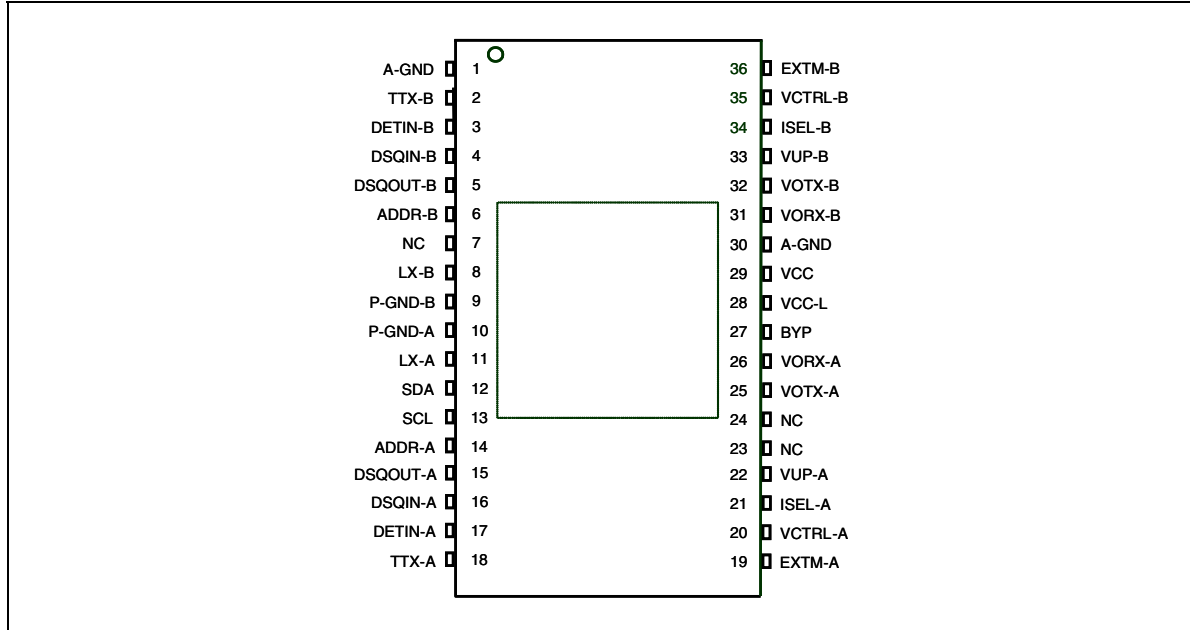 A-GND 1 36 EXTM-B
TTX-B 2 35 VCTRL-B
DETIN-B 3 34 ISEL-B
DSQIN-B 4 33 VUP-B
DSQOUT-B 5 32 VOTX-B
ADDR-B 6 31 VORX-B
NC 7 30 A-GND
LX-B 8 29 VCC
P-GND-B 9 28 VCC-L
P-GND-A 10 27 BYP
LX-A 11 26 VORX-A
SDA 12 25 VOTX-A
SCL 13 24 NC
ADDR-A 14 23 NC
DSQOUT-A 15 22 VUP-A
DSQIN-A 16 21 ISEL-A
DETIN-A 17 20 VCTRL-A
TTX-A 18 19 EXTM-A